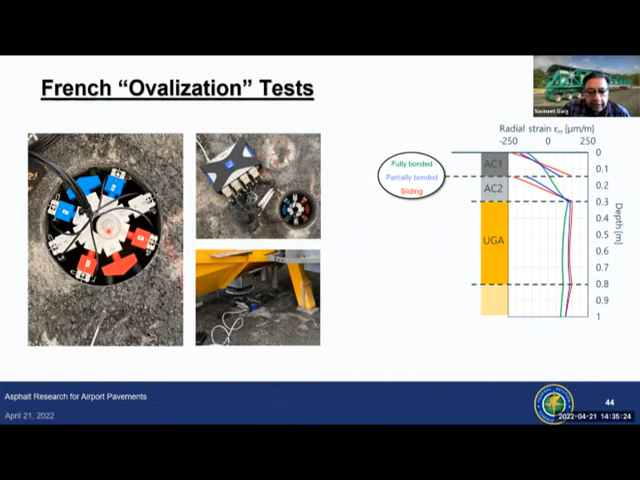 French “Ovalization” Tests
Navneet Garg
Radial strain εrr [µm/m]
-250 0 250
Fully bonded
Partially bonded
Sliding
AC1
AC2
UGA
0
0.1
0.2
0.3
0.4
0.5
0.6
0.7
0.8
0.9
1
Depth [m]
Asphalt Research for Airport Pavements
April 21, 2022
44
2022-04-21 14:35:24